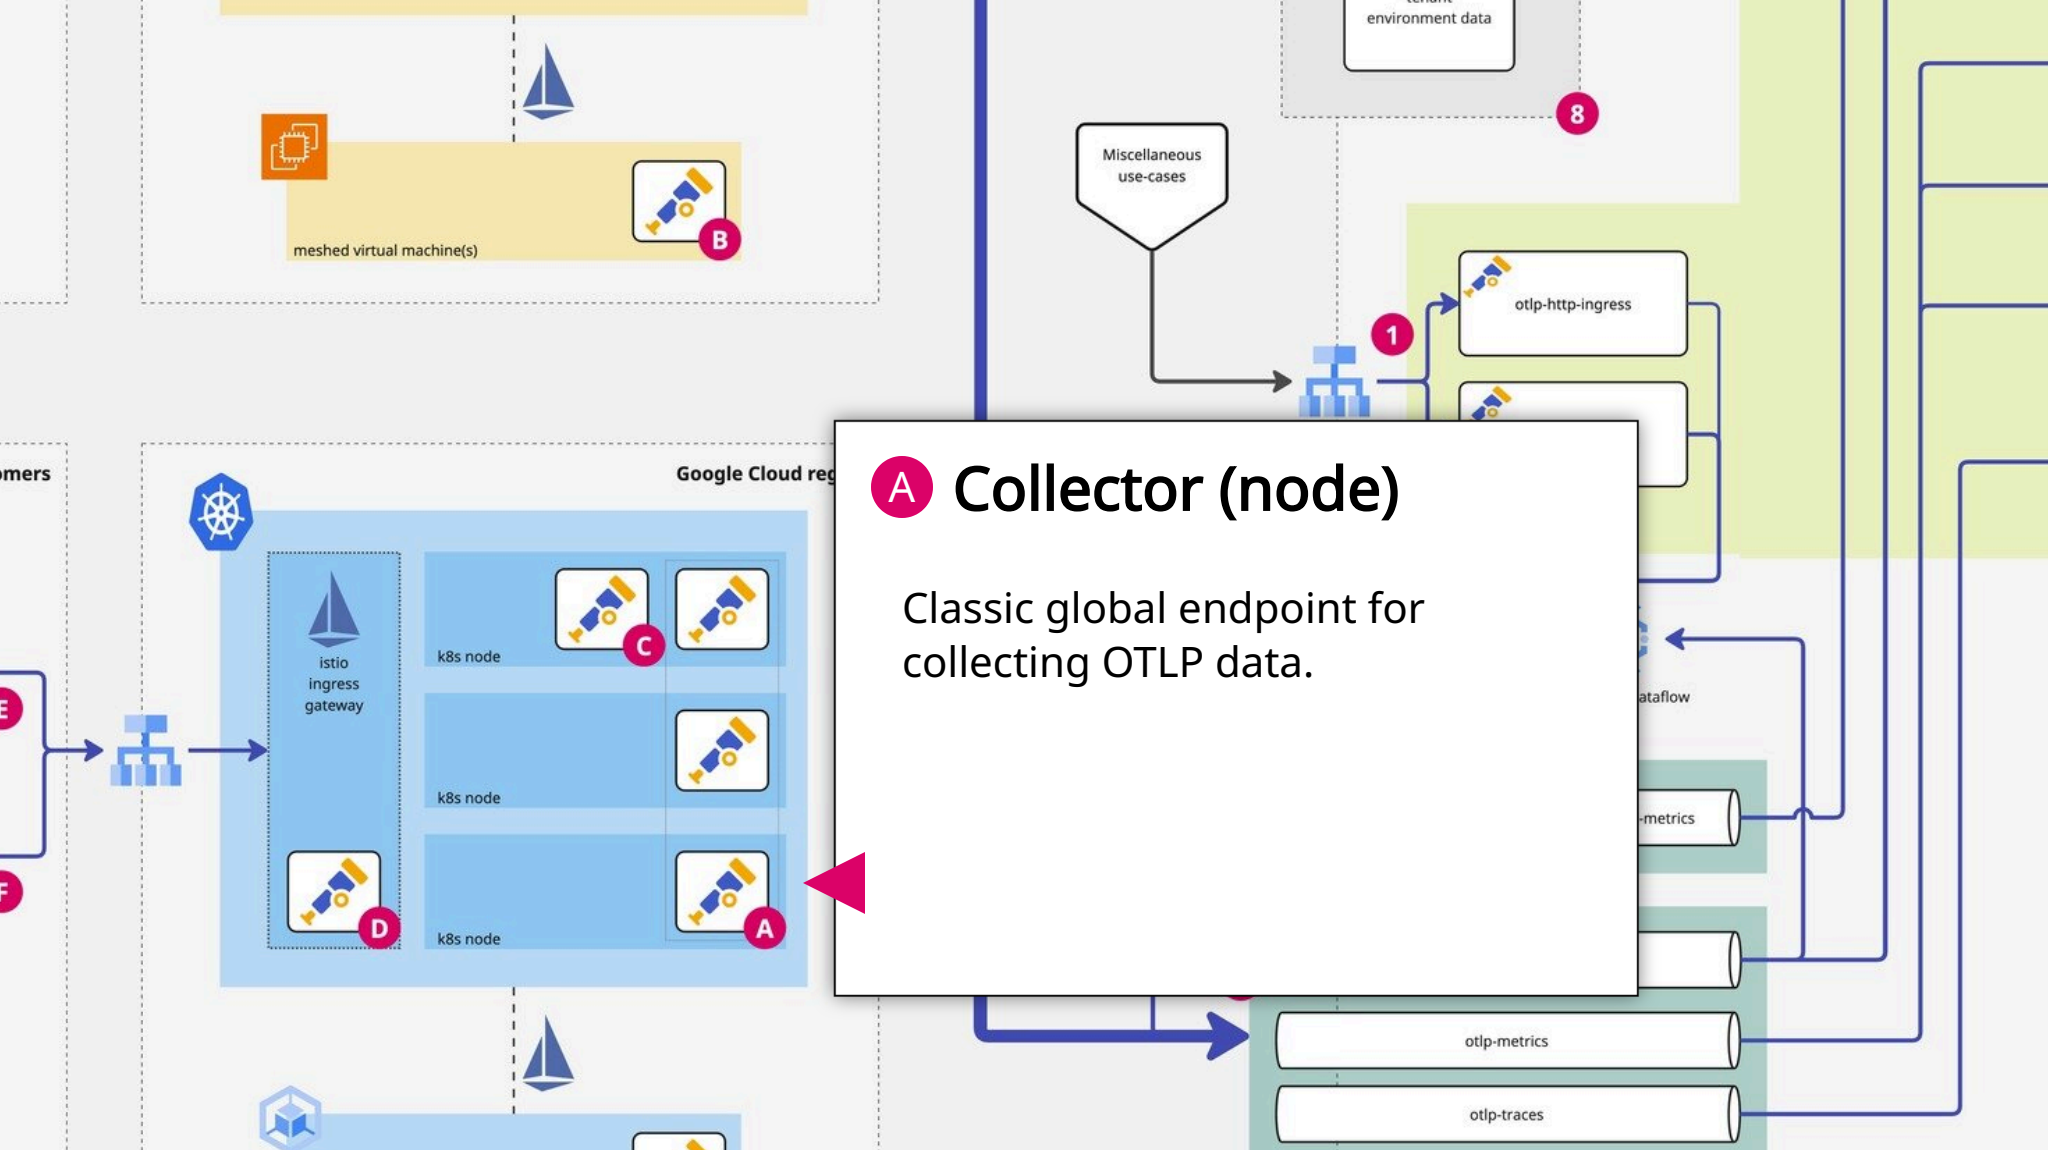 environment data
8
Miscellaneous
use-cases
B
meshed virtual machine(s)
otlp-http-ingress
1
omers
Google Cloud reg
A Collector (node)
Classic global endpoint for
collecting OTLP data.
C
k8s node
istio
ingress
gateway
E
ataflow
k8s node
-metrics
F
D
A
k8s node
otlp-metrics
otlp-traces